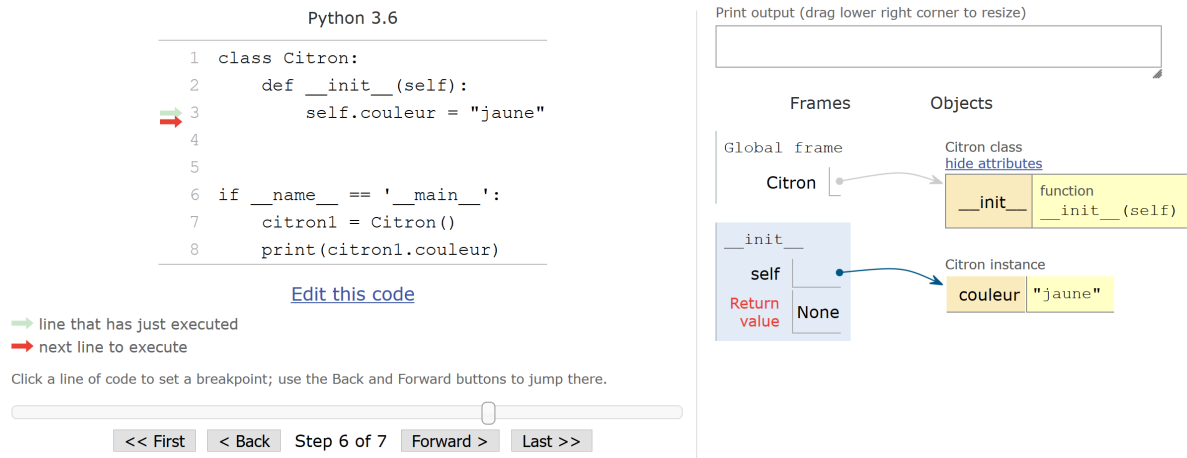 Python 3.6
1 class Citron:
2     def __init__(self):
3         self.couleur = "jaune"
4
5
6 if __name__ == '__main__':
7     citron1 = Citron()
8     print(citron1.couleur)
Edit this code
line that has just executed
next line to execute
Click a line of code to set a breakpoint; use the Back and Forward buttons to jump there.
<< First < Back Step 6 of 7 Forward > Last >>
Print output (drag lower right corner to resize)
Frames Objects
Global frame
Citron
Citron class
hide attributes
__init__ function
__init__(self)
__init__
self
Return
value None
Citron instance
couleur "jaune"